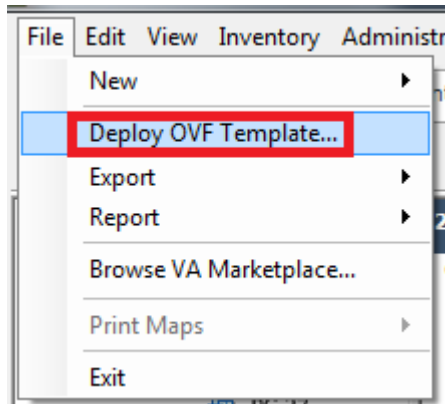 File Edit View Inventory Administr
New
Deploy OVF Template...
Export
Report
Browse VA Marketplace...
Print Maps
Exit